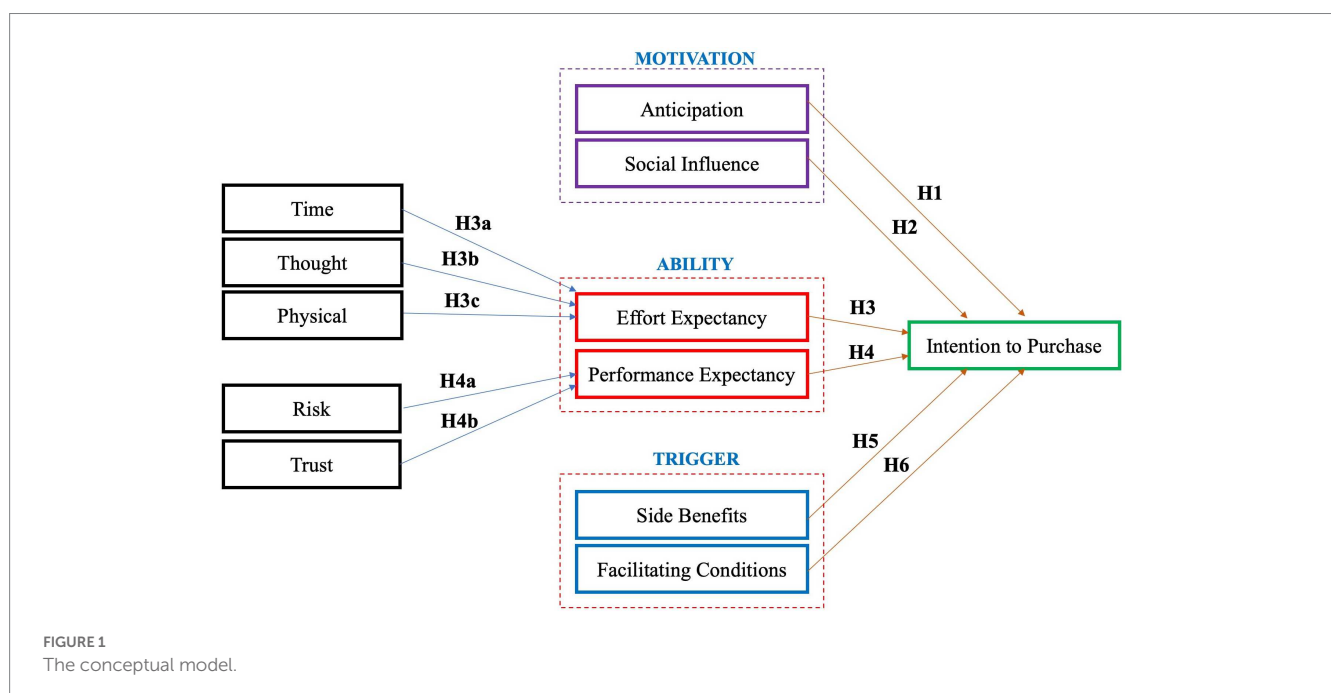 MOTIVATION
Anticipation
Social Influence
H1
H2
Time
Thought
Physical
H3a
H3b
H3c
Risk
Trust
H4a
H4b
ABILITY
Effort Expectancy
Performance Expectancy
H3
H4
Intention to Purchase
TRIGGER
Side Benefits
Facilitating Conditions
H5
H6
FIGURE 1
The conceptual model.